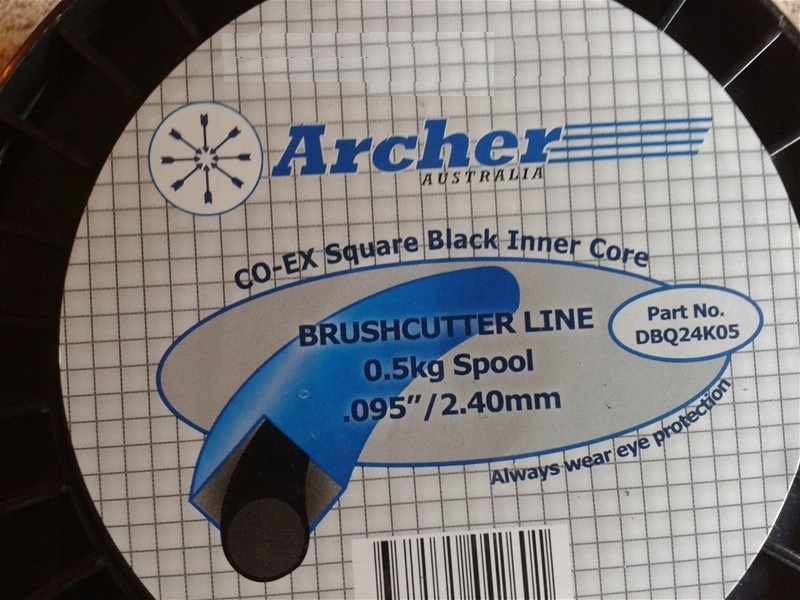 Archer
AUSTRALIA
CO-EX Square Black Inner Core
BRUSHCUTTER LINE
0.5kg Spool
.095"/2.40mm
Part No.
DBQ24K05
Always wear eye protection